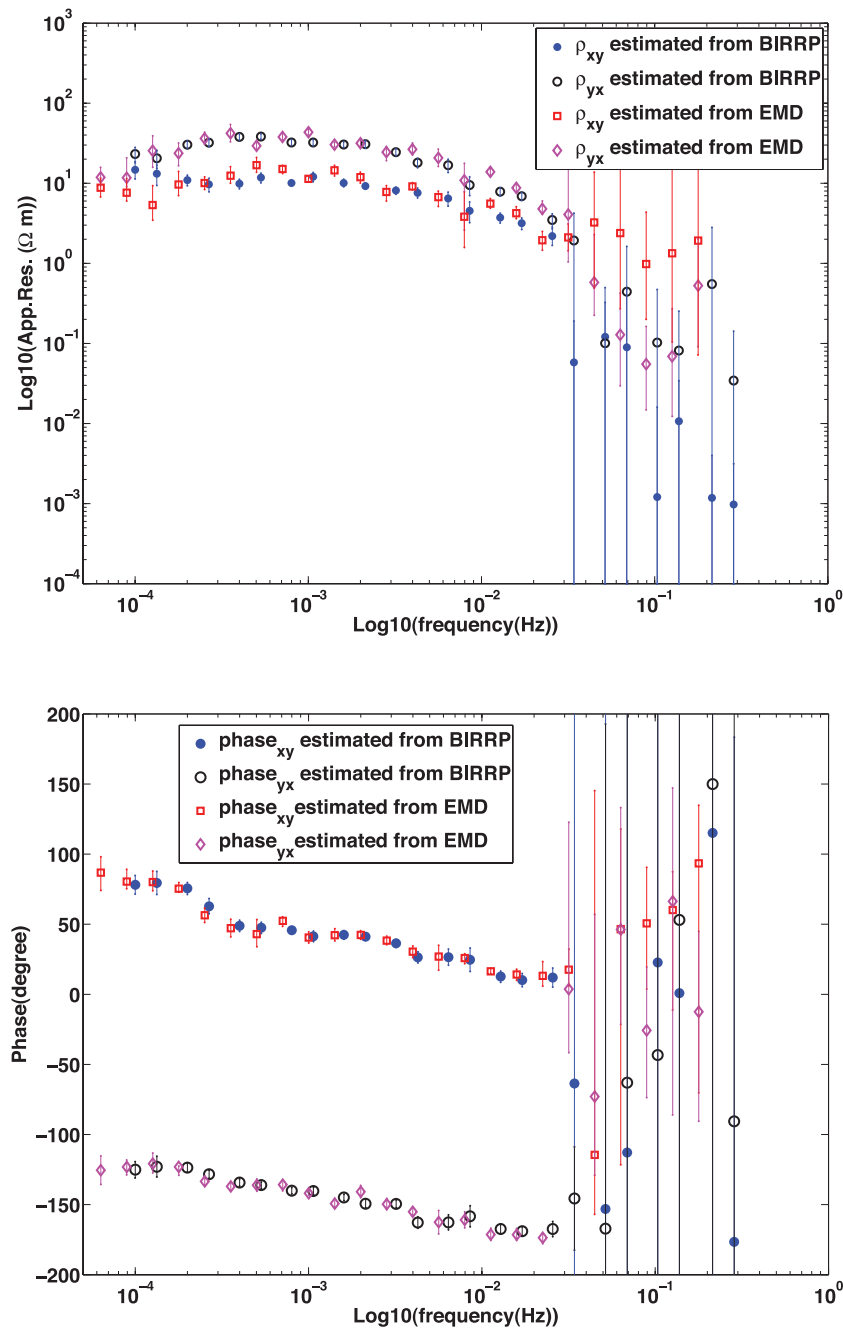 10^3
10^2
10^1
10^0
10^-1
10^-2
10^-3
10^-4
Log10(App.Res. (Ω m))
ρxy estimated from BIRRP
ρyx estimated from BIRRP
ρxy estimated from EMD
ρyx estimated from EMD
10^-4 10^-3 10^-2 10^-1 10^0
Log10(frequency(Hz))
200
150
100
50
0
−50
−100
−150
−200
Phase(degree)
phasexy estimated from BIRRP
phaseyx estimated from BIRRP
phasexy estimated from EMD
phaseyx estimated from EMD
10^-4 10^-3 10^-2 10^-1 10^0
Log10(frequency(Hz))